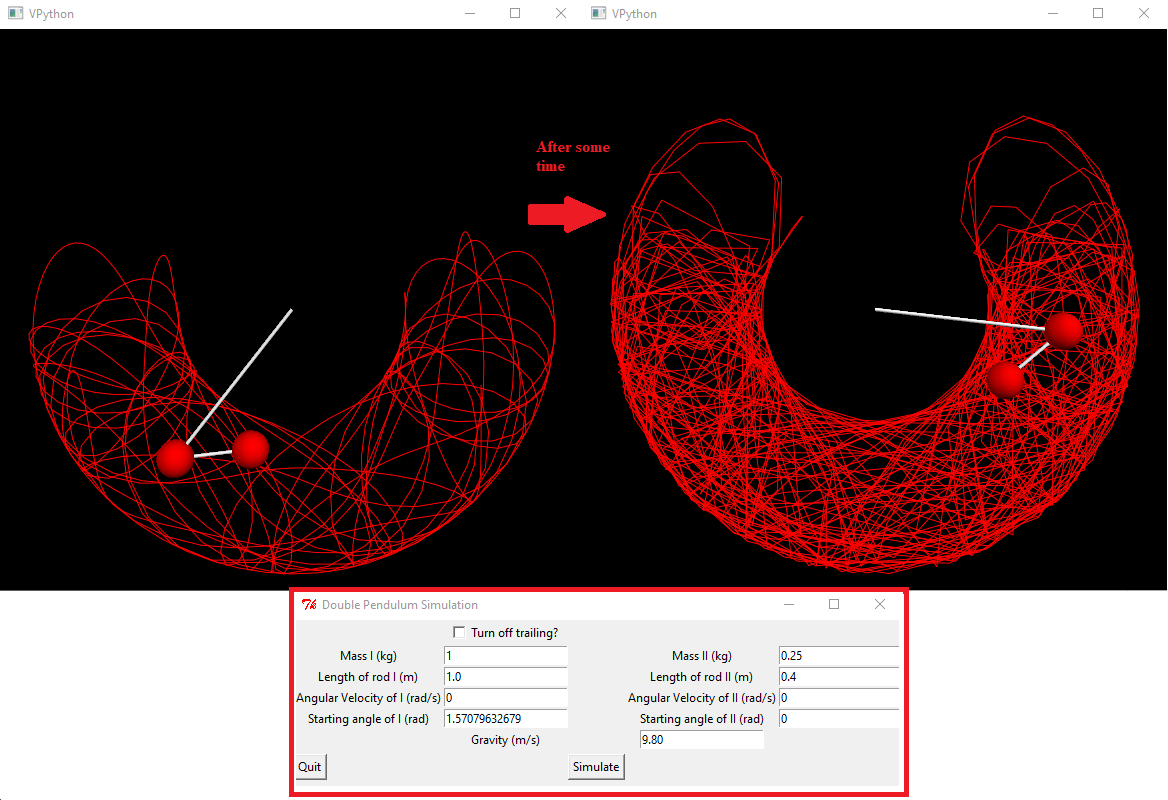 VPython
VPython
After some
time
Double Pendulum Simulation
Turn off trailing?
Mass I (kg) 1 Mass II (kg) 0.25
Length of rod I (m) 1.0 Length of rod II (m) 0.4
Angular Velocity of I (rad/s) 0 Angular Velocity of II (rad/s) 0
Starting angle of I (rad) 1.57079632679 Starting angle of II (rad) 0
Gravity (m/s) 9.80
Quit Simulate